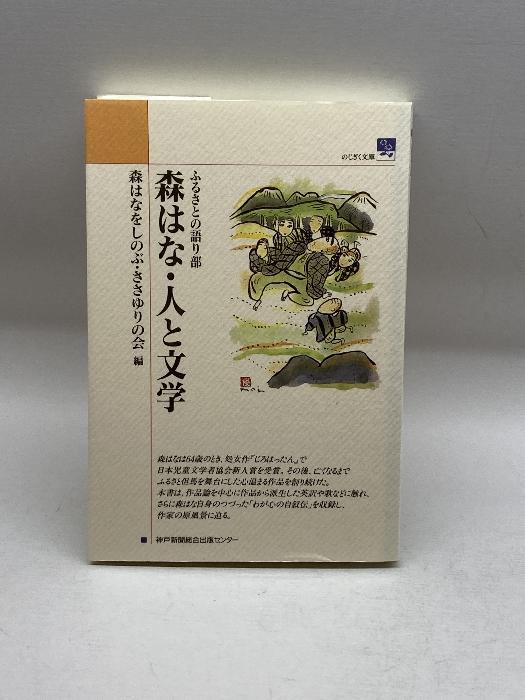 のじぎく文庫
ふるさとの語り部
森はな・人と文学
森はなをしのぶ・ささゆりの会 編
森はなは64歳のとき、処女作『じろはったん』で
日本児童文学者協会新人賞を受賞。その後、亡くなるまで
ふるさと但馬を舞台にした心温まる作品を創り続けた。
本書は、作品論を中心に作品から派生した英訳や歌などに触れ、
さらに森はな自身のつづった「わが心の自叙伝」を収録し、
作家の原風景に迫る。
神戸新聞総合出版センター